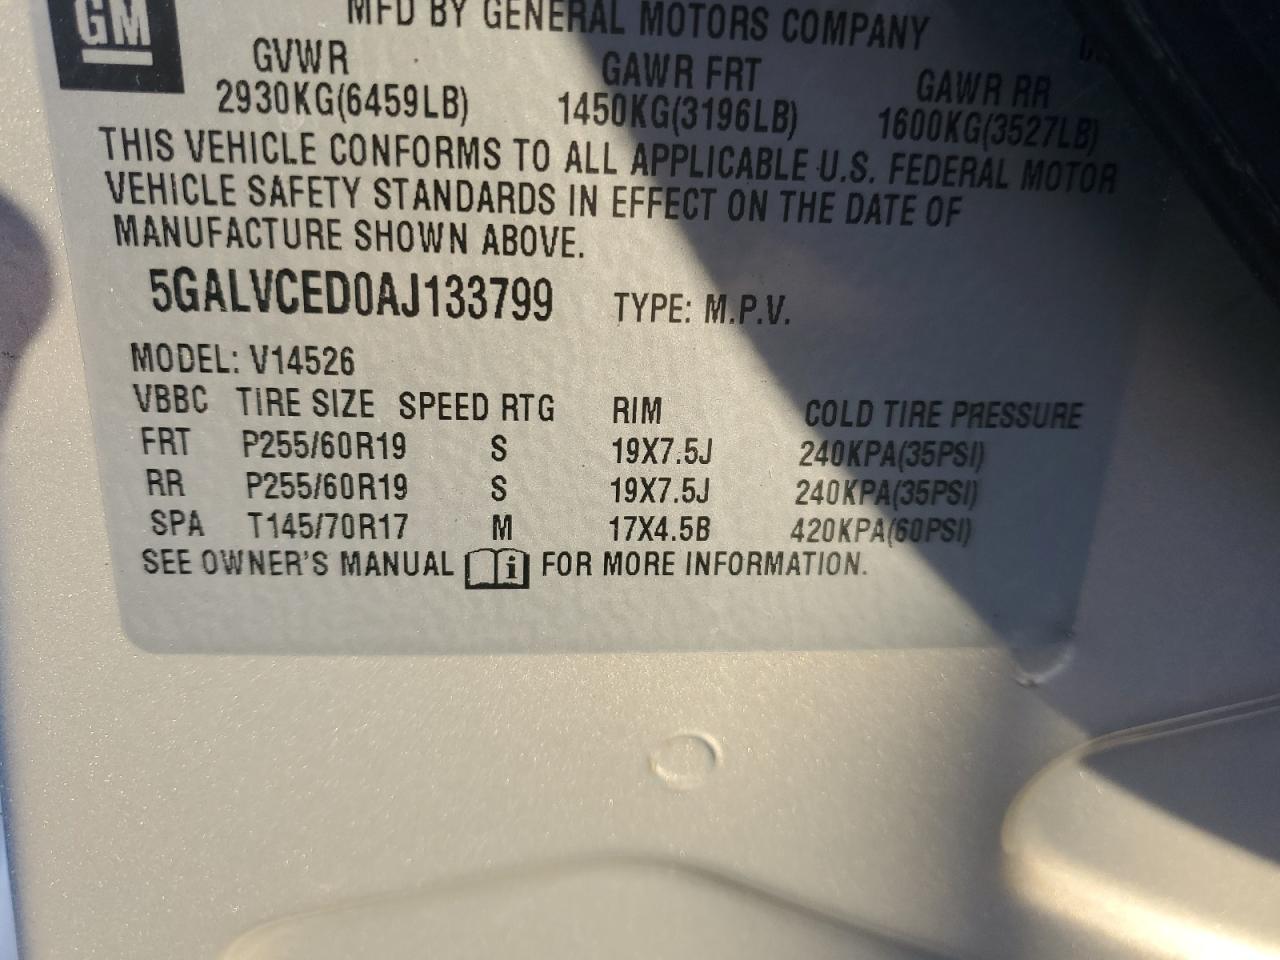 GM
MFD BY GENERAL MOTORS COMPANY
GVWR GAWR FRT GAWR RR
2930KG(6459LB) 1450KG(3196LB) 1600KG(3527LB)
THIS VEHICLE CONFORMS TO ALL APPLICABLE U.S. FEDERAL MOTOR
VEHICLE SAFETY STANDARDS IN EFFECT ON THE DATE OF
MANUFACTURE SHOWN ABOVE.
5GALVCED0AJ133799 TYPE: M.P.V.
MODEL: V14526
VBBC TIRE SIZE SPEED RTG RIM COLD TIRE PRESSURE
FRT P255/60R19 S 19X7.5J 240KPA(35PSI)
RR P255/60R19 S 19X7.5J 240KPA(35PSI)
SPA T145/70R17 M 17X4.5B 420KPA(60PSI)
SEE OWNER'S MANUAL i FOR MORE INFORMATION.